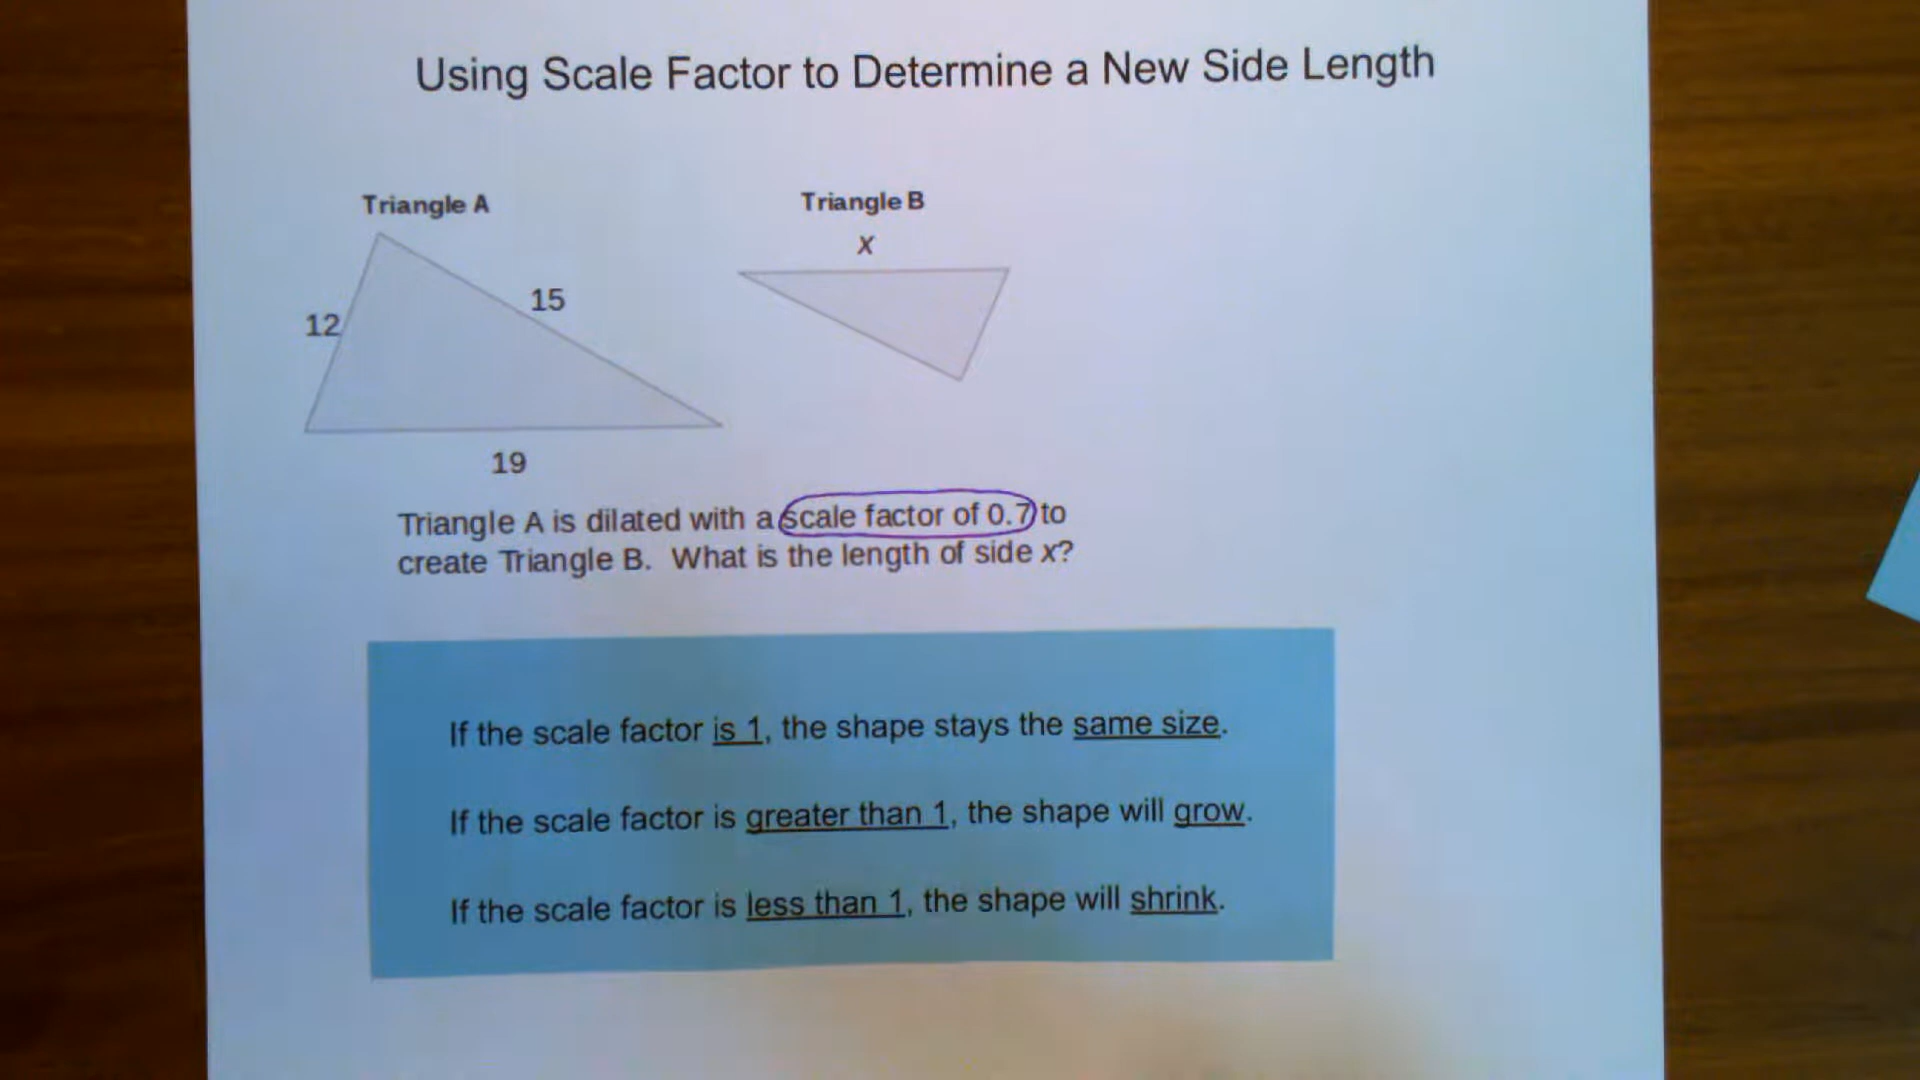 Using Scale Factor to Determine a New Side Length
Triangle A
Triangle B
x
15
12
19
Triangle A is dilated with a scale factor of 0.7 to
create Triangle B. What is the length of side x?
If the scale factor is 1, the shape stays the same size.
If the scale factor is greater than 1, the shape will grow.
If the scale factor is less than 1, the shape will shrink.